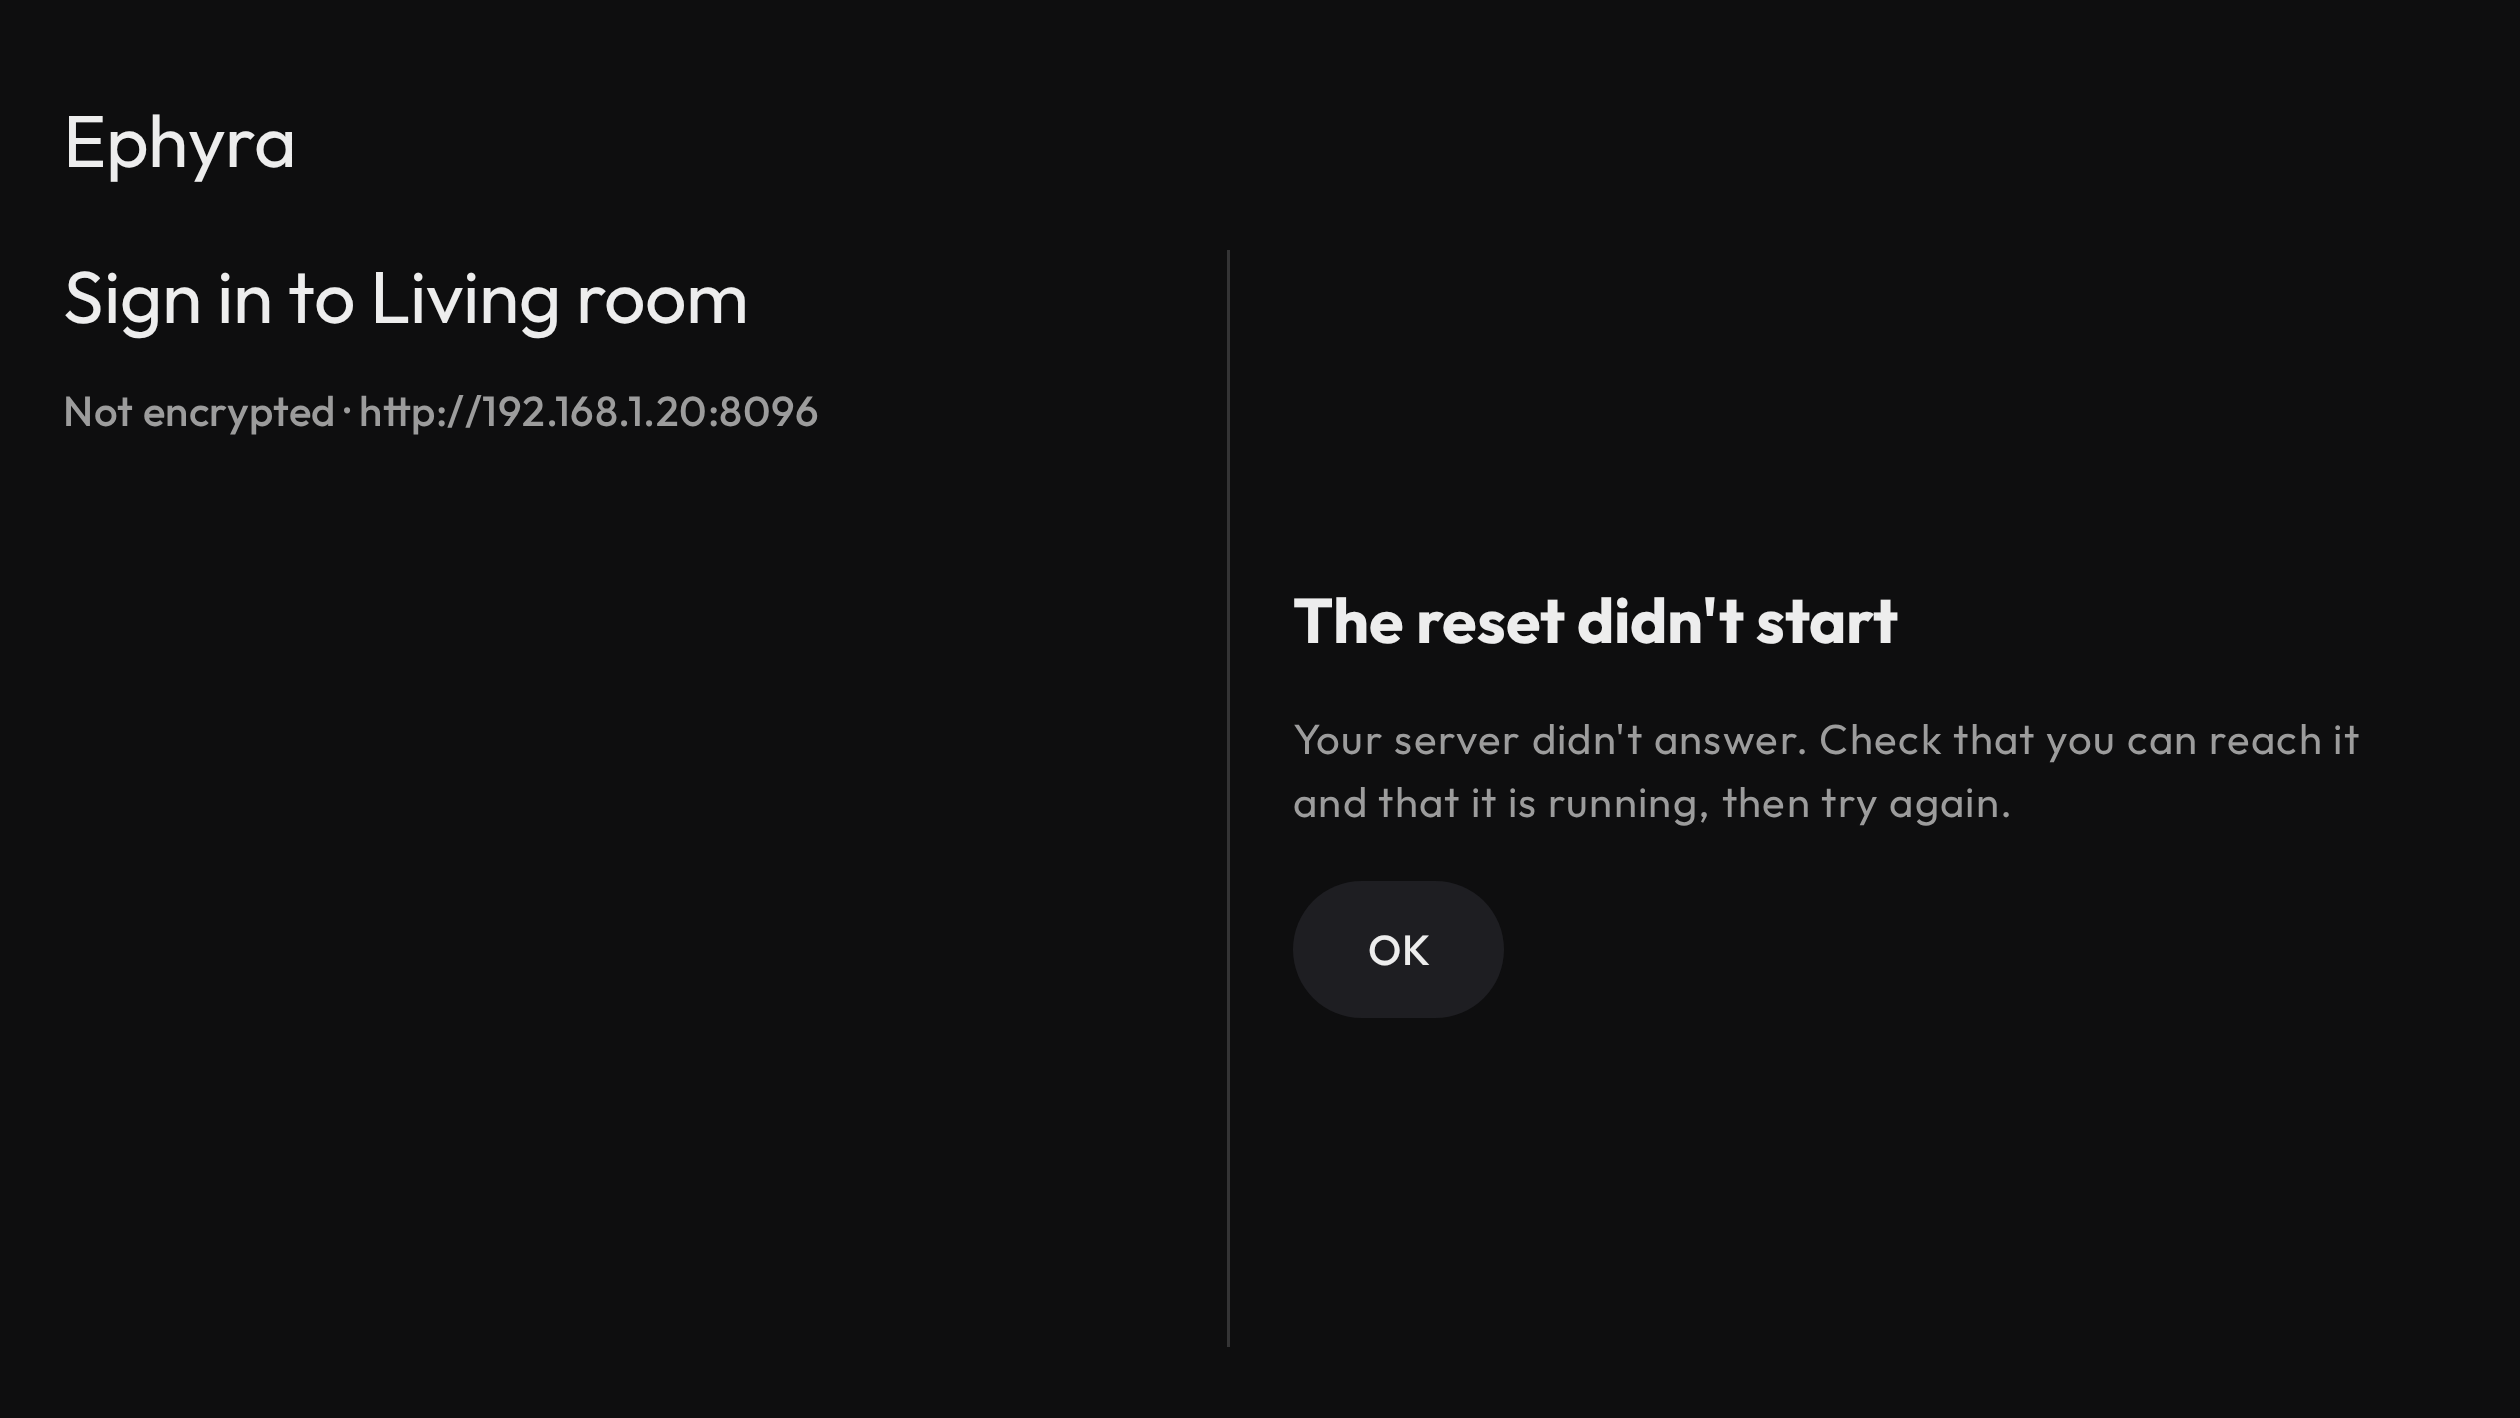 Ephyra
Sign in to Living room
Not encrypted · http://192.168.1.20:8096
The reset didn't start
Your server didn't answer. Check that you can reach it
and that it is running, then try again.
OK